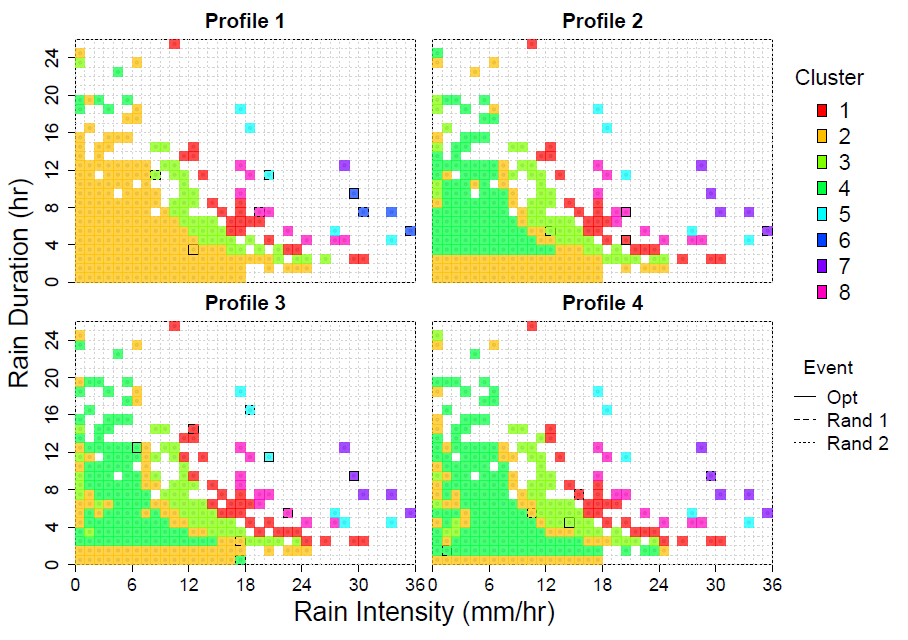 Profile 1
Profile 2
Cluster
1
2
3
4
5
6
7
8
Rain Duration (hr)
0 4 8 12 16 20 24
Profile 3
Profile 4
0 4 8 12 16 20 24
Event
Opt
Rand 1
Rand 2
0 6 12 18 24 30 36 0 6 12 18 24 30 36
Rain Intensity (mm/hr)